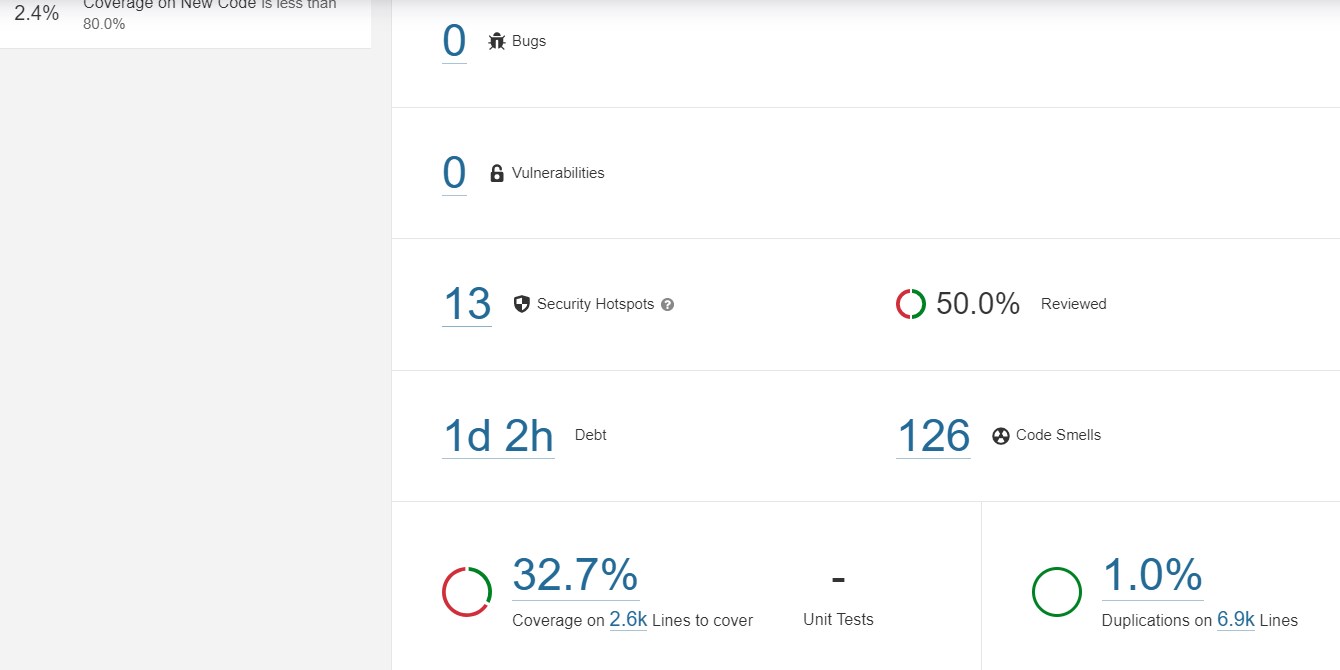 2.4%
Coverage on New Code is less than
80.0%
0 Bugs
0 Vulnerabilities
13 Security Hotspots ?
50.0% Reviewed
1d 2h Debt
126 Code Smells
32.7%
Coverage on 2.6k Lines to cover
-
Unit Tests
1.0%
Duplications on 6.9k Lines